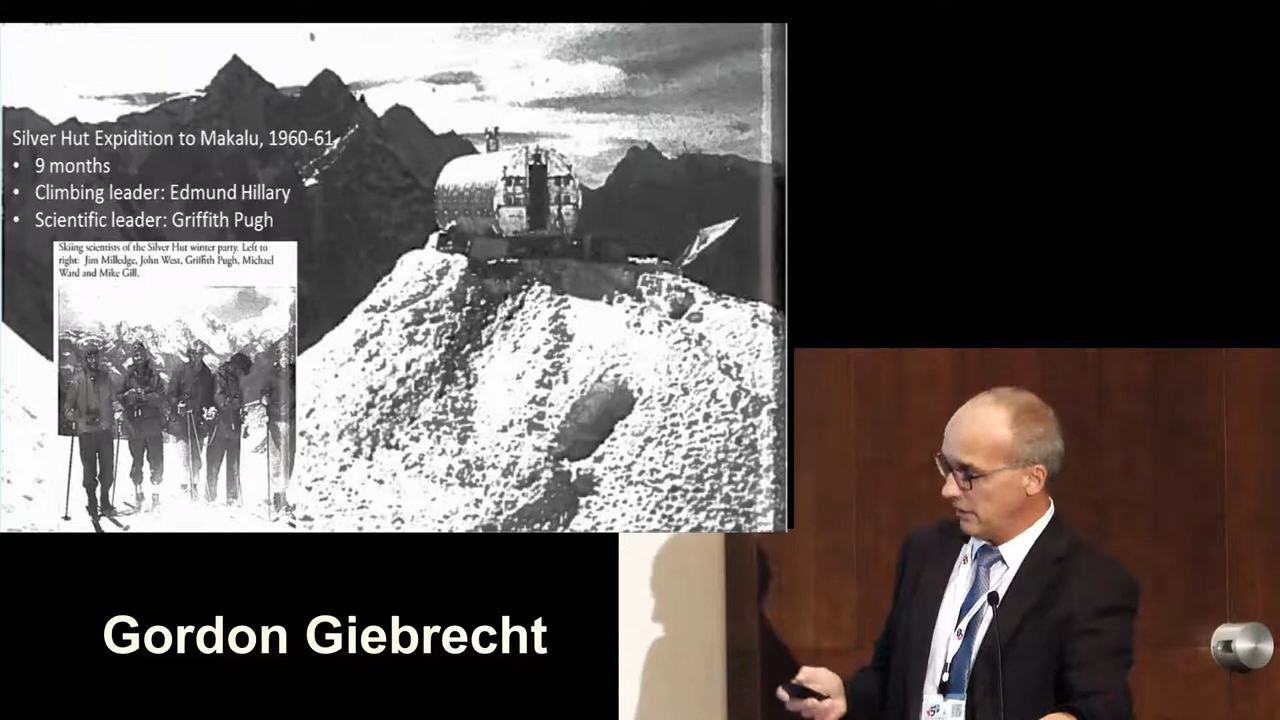 Silver Hut Expidition to Makalu, 1960-61,
• 9 months
• Climbing leader: Edmund Hillary
• Scientific leader: Griffith Pugh
Skiing scientists of the Silver Hut winter party. Left to
right: Jim Milledge, John West, Griffith Pugh, Michael
Ward and Mike Gill.
Gordon Giebrecht